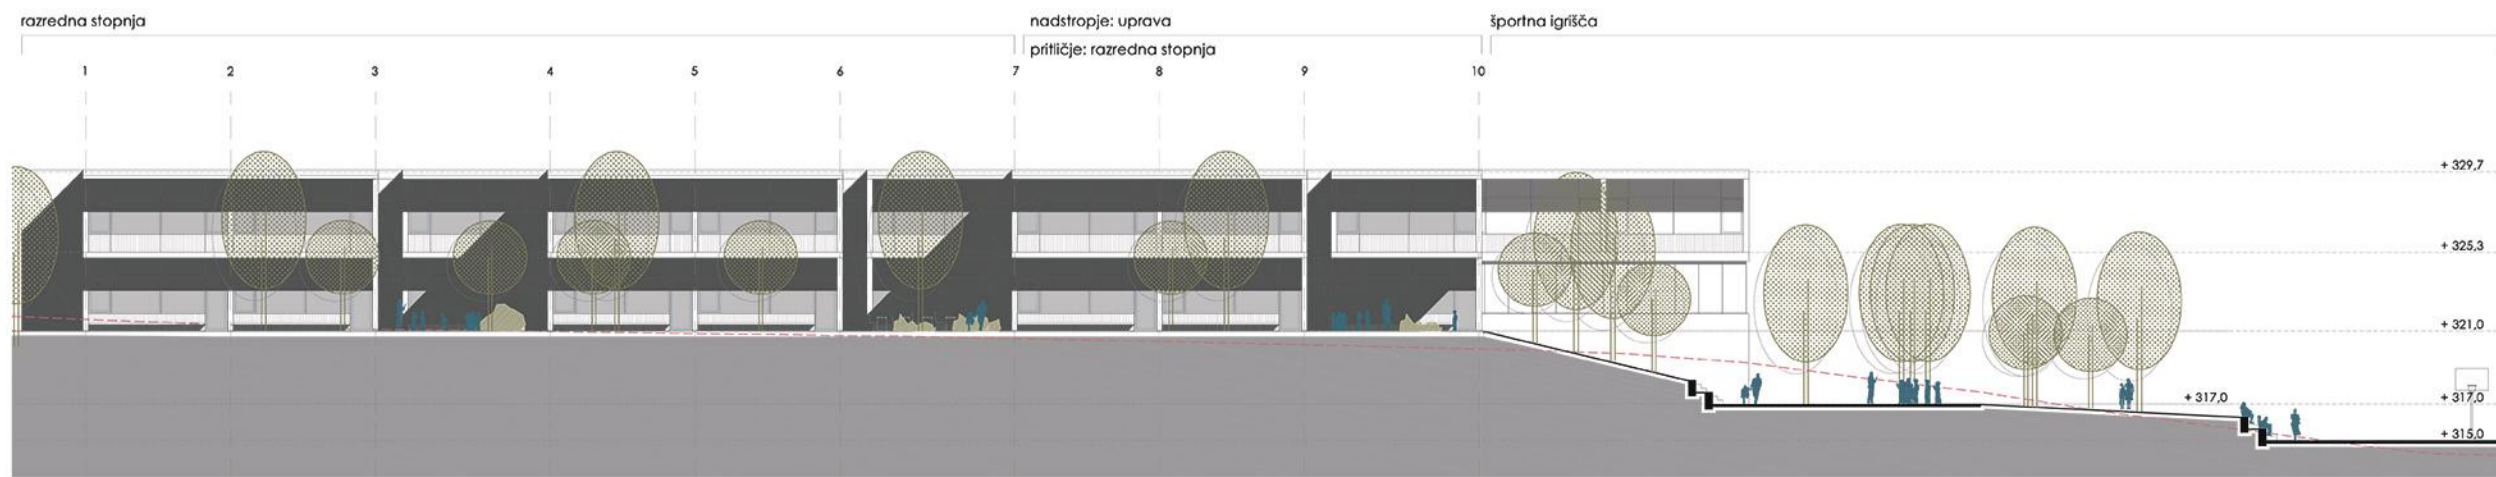 razredna stopnja
nadstropje: uprava
športna igrišča
pritličje: razredna stopnja
1 2 3 4 5 6 7 8 9 10
+ 329,7
+ 325,3
+ 321,0
+ 317,0 + 317,0
+ 315,0